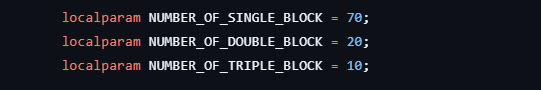 localparam NUMBER_OF_SINGLE_BLOCK = 70;
localparam NUMBER_OF_DOUBLE_BLOCK = 20;
localparam NUMBER_OF_TRIPLE_BLOCK = 10;